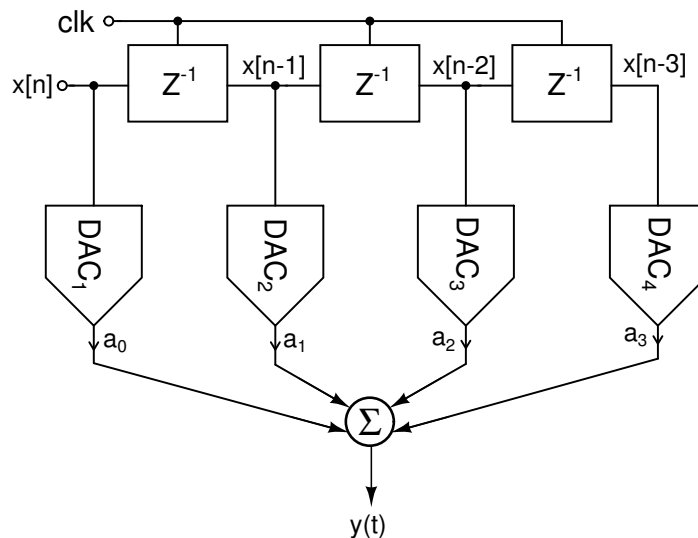 clk
x[n]
Z⁻¹
x[n-1]
Z⁻¹
x[n-2]
Z⁻¹
x[n-3]
DAC₁
DAC₂
DAC₃
DAC₄
a₀
a₁
a₂
a₃
Σ
y(t)